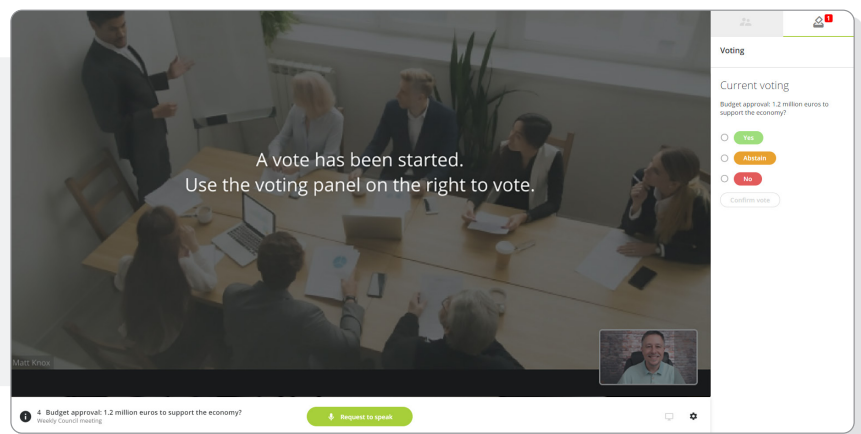 1
Voting
Current voting
Budget approval: 1.2 million euros to
support the economy?
Yes
Abstain
No
Confirm vote
A vote has been started.
Use the voting panel on the right to vote.
Matt Knox
4 Budget approval: 1.2 million euros to support the economy?
Weekly Council meeting
Request to speak